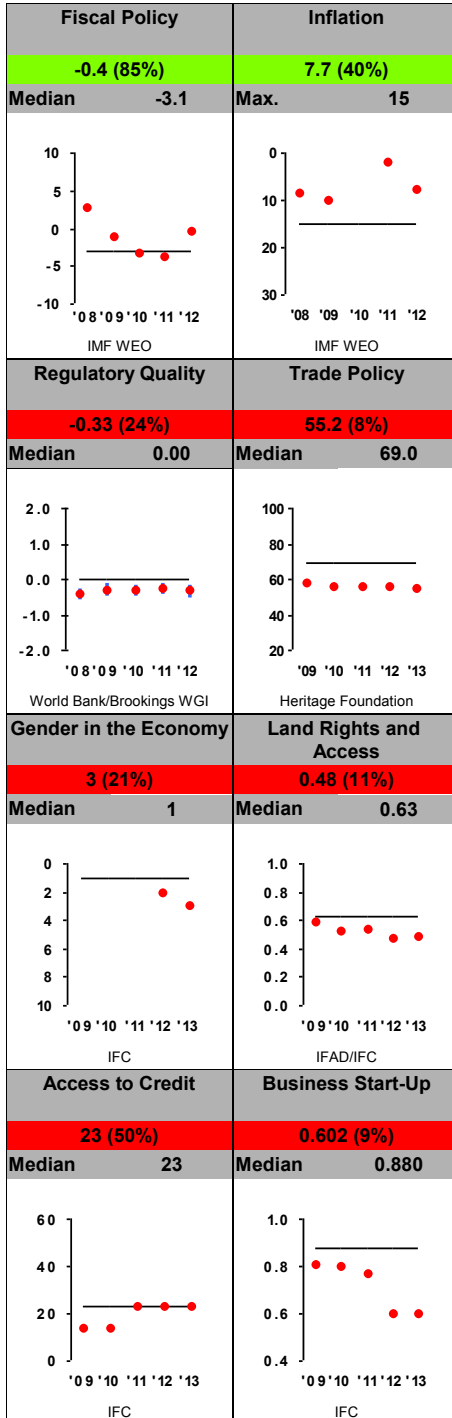 Fiscal Policy
-0.4 (85%)
Median -3.1
10
5
0
-5
-10
'08 '09 '10 '11 '12
IMF WEO
Inflation
7.7 (40%)
Max. 15
0
10
20
30
'08 '09 '10 '11 '12
IMF WEO
Regulatory Quality
-0.33 (24%)
Median 0.00
2.0
1.0
0.0
-1.0
-2.0
'08 '09 '10 '11 '12
World Bank/Brookings WGI
Trade Policy
55.2 (8%)
Median 69.0
100
80
60
40
20
'09 '10 '11 '12 '13
Heritage Foundation
Gender in the Economy
3 (21%)
Median 1
0
2
4
6
8
10
'09 '10 '11 '12 '13
IFC
Land Rights and
Access
0.48 (11%)
Median 0.63
1.0
0.8
0.6
0.4
0.2
0.0
'09 '10 '11 '12 '13
IFAD/IFC
Access to Credit
23 (50%)
Median 23
60
40
20
0
'09 '10 '11 '12 '13
IFC
Business Start-Up
0.602 (9%)
Median 0.880
1.0
0.8
0.6
0.4
'09 '10 '11 '12 '13
IFC